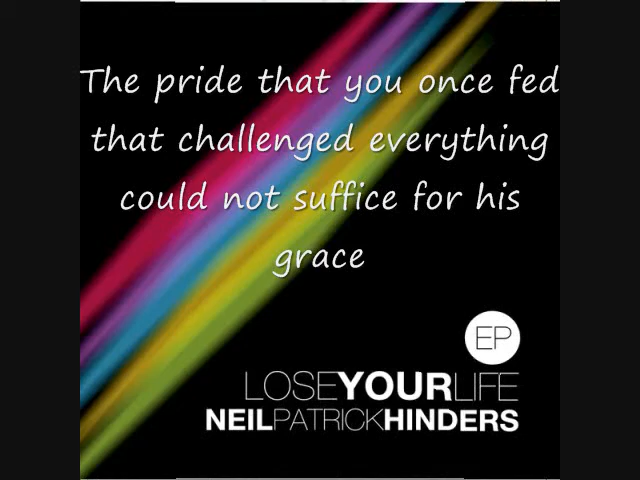 The pride that you once fed
that challenged everything
could not suffice for his
grace
EP
LOSEYOURLIFE
NEILPATRICKHINDERS